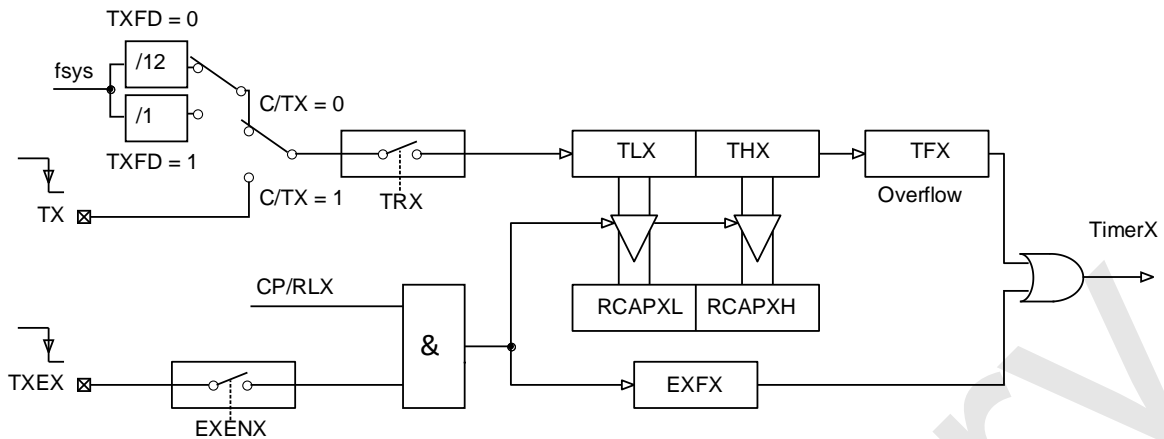 TXFD = 0
fsys
/12
/1
TXFD = 1
C/TX = 0
C/TX = 1
TX
TRX
TLX
THX
TFX
Overflow
TimerX
CP/RLX
&
RCAPXL
RCAPXH
TXEX
EXENX
EXFX